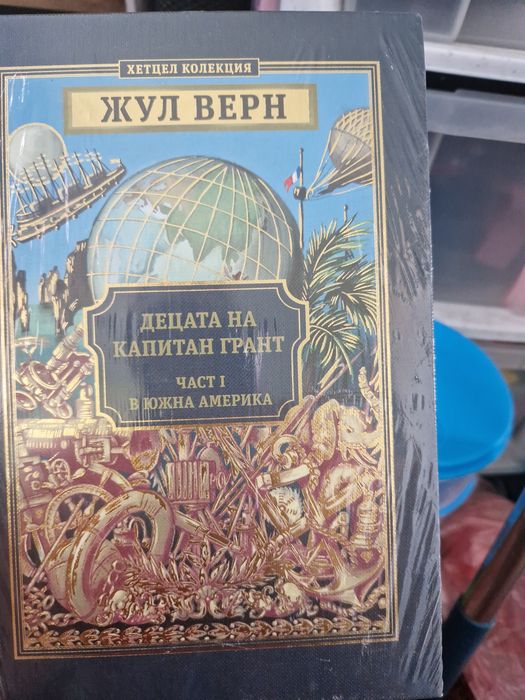 ХЕТЦЕЛ КОЛЕКЦИЯ
ЖУЛ ВЕРН
ДЕЦАТА НА
КАПИТАН ГРАНТ
ЧАСТ I
В ЮЖНА АМЕРИКА